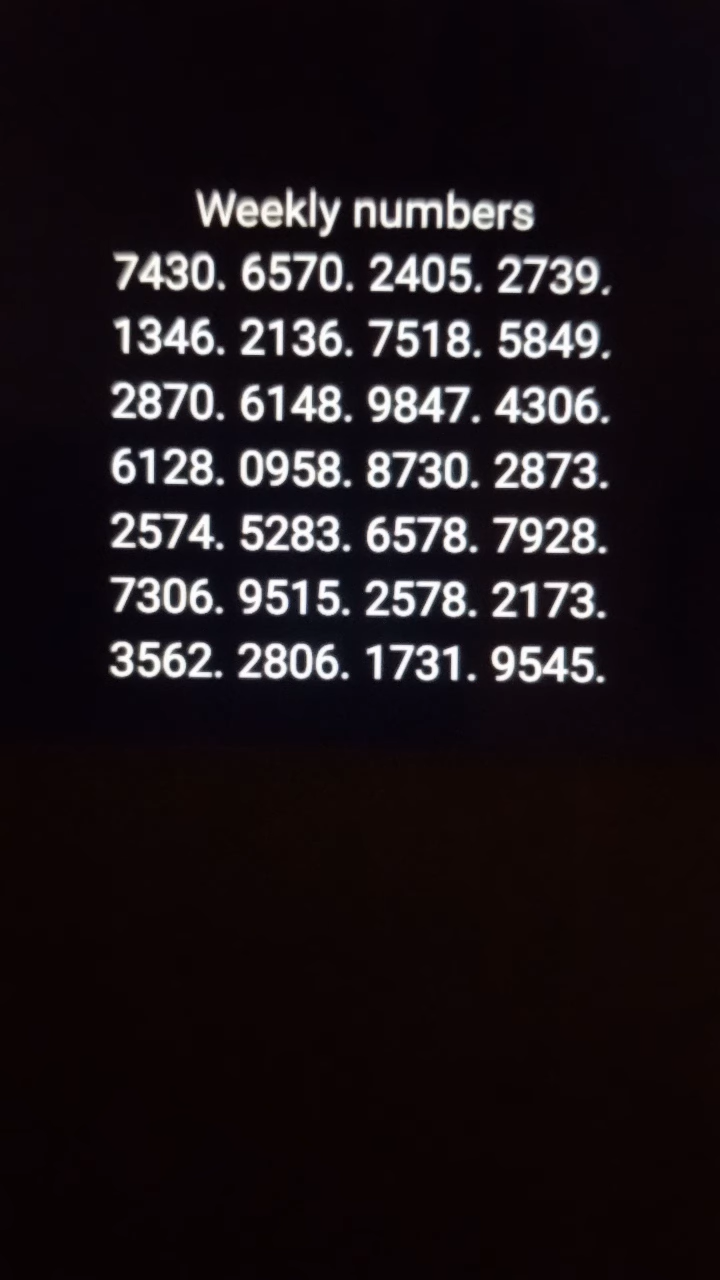 Weekly numbers
7430. 6570. 2405. 2739.
1346. 2136. 7518. 5849.
2870. 6148. 9847. 4306.
6128. 0958. 8730. 2873.
2574. 5283. 6578. 7928.
7306. 9515. 2578. 2173.
3562. 2806. 1731. 9545.